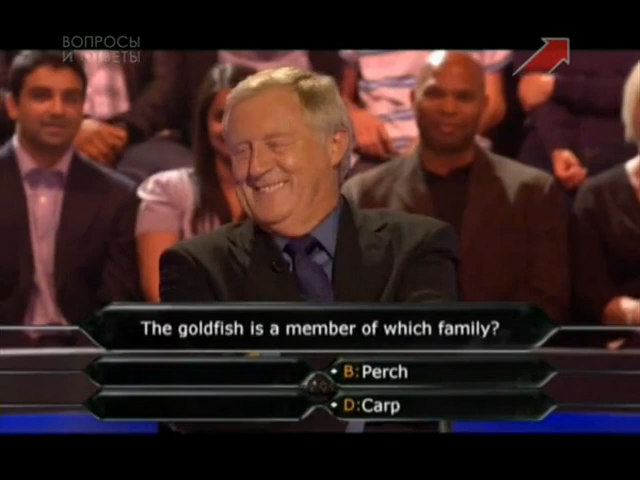 ВОПРОСЫ
И ОТВЕТЫ
The goldfish is a member of which family?
B: Perch
D: Carp